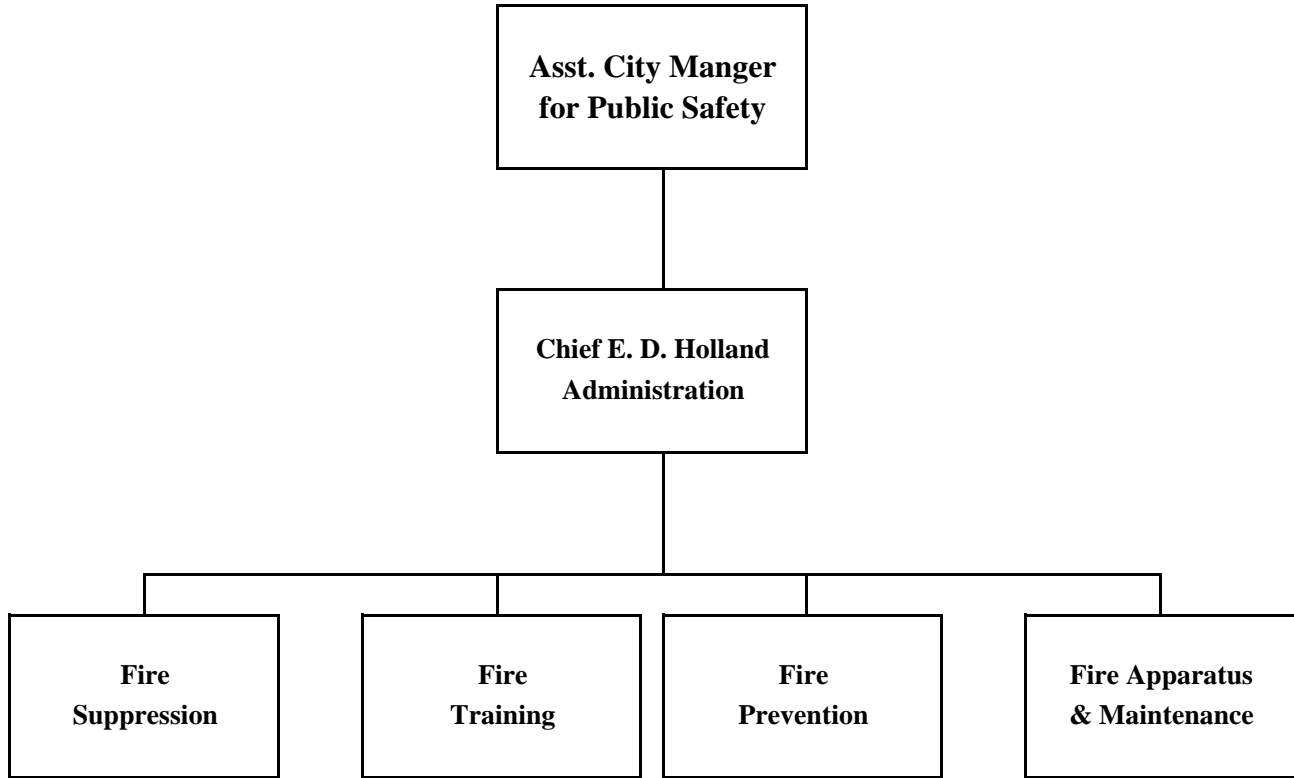 Asst. City Manger
for Public Safety
Chief E. D. Holland
Administration
Fire
Suppression
Fire
Training
Fire
Prevention
Fire Apparatus
& Maintenance